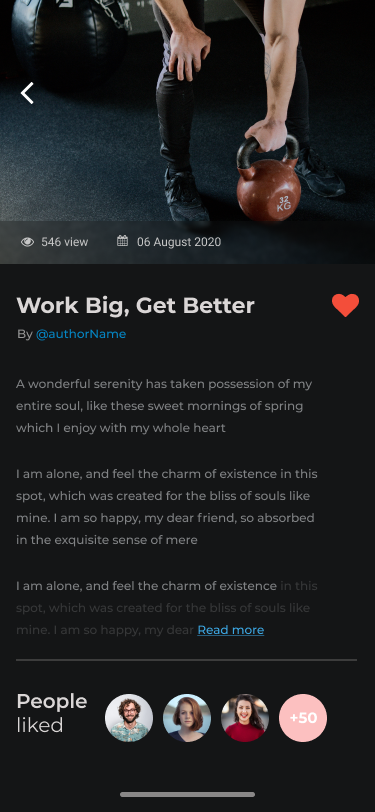 32
KG
546 view
06 August 2020
Work Big, Get Better
By @authorName
A wonderful serenity has taken possession of my
entire soul, like these sweet mornings of spring
which I enjoy with my whole heart
I am alone, and feel the charm of existence in this
spot, which was created for the bliss of souls like
mine. I am so happy, my dear friend, so absorbed
in the exquisite sense of mere
I am alone, and feel the charm of existence in this
spot, which was created for the bliss of souls like
mine. I am so happy, my dear Read more
People
liked
+50